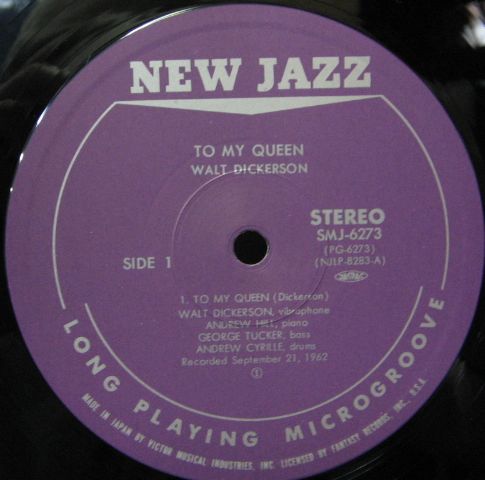 NEW JAZZ
TO MY QUEEN
WALT DICKERSON
STEREO
SMJ-6273
(PG-6273)
(NJLP-8283-A)
SIDE 1
1. TO MY QUEEN (Dickerson)
WALT DICKERSON, vibraphone
ANDREW HILL, piano
GEORGE TUCKER, bass
ANDREW CYRILLE, drums
Recorded September 21, 1962
LONG PLAYING MICROGROOVE
MADE IN JAPAN BY VICTOR MUSICAL INDUSTRIES, INC. LICENSED BY FANTASY RECORDS, INC., U.S.A.